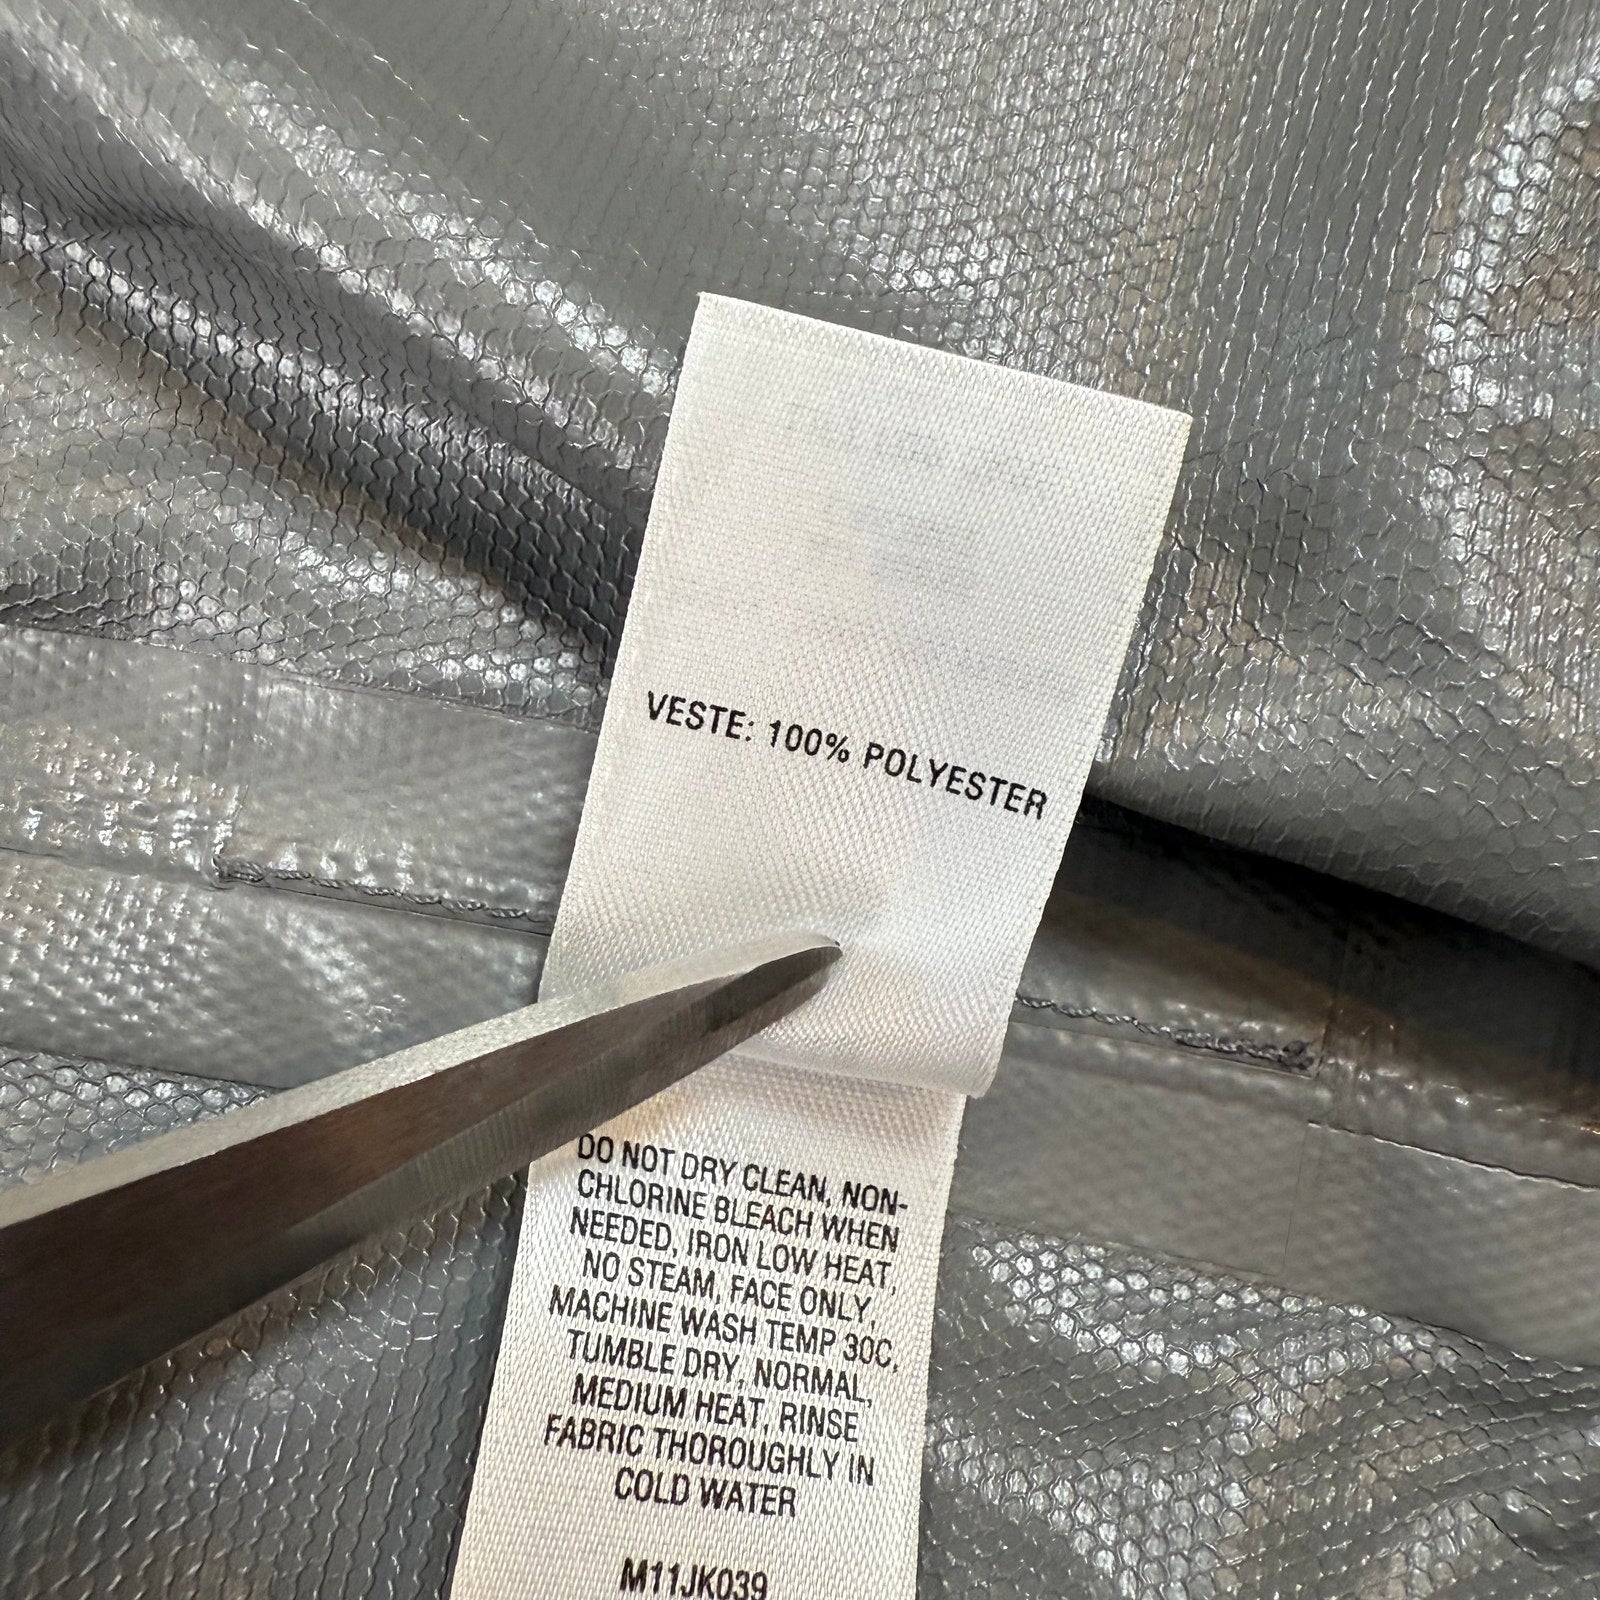 VESTE: 100% POLYESTER
DO NOT DRY CLEAN, NON-
CHLORINE BLEACH WHEN
NEEDED, IRON LOW HEAT,
NO STEAM, FACE ONLY,
MACHINE WASH TEMP 30C,
TUMBLE DRY, NORMAL,
MEDIUM HEAT, RINSE
FABRIC THOROUGHLY IN
COLD WATER
M11JK039